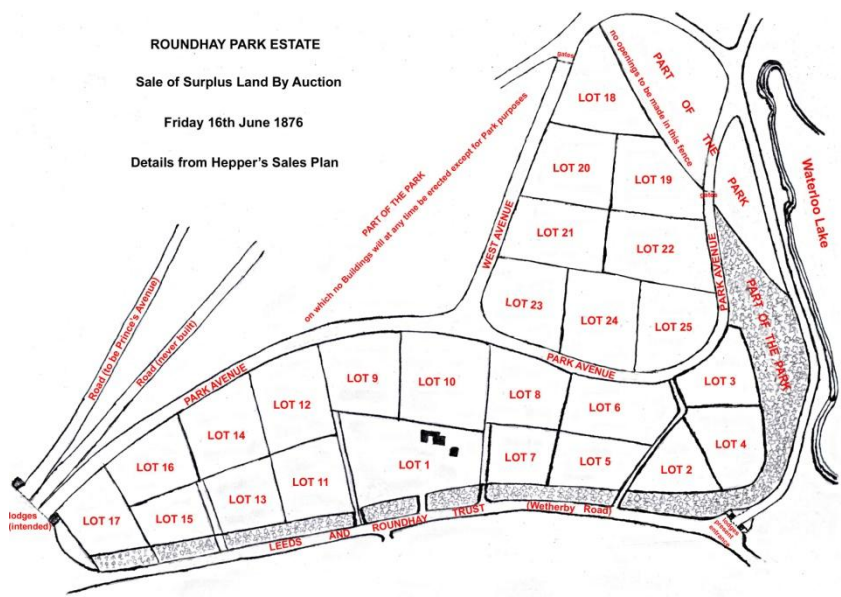 ROUNDHAY PARK ESTATE
Sale of Surplus Land By Auction
Friday 16th June 1876
Details from Hepper's Sales Plan
gates
LOT 18
no openings to be made in this fence
PART OF THE
PARK
PART OF THE PARK
on which no Buildings will at any time be erected except for Park purposes
LOT 20
LOT 19
gates
Waterloo Lake
WEST AVENUE
LOT 21
LOT 22
PARK AVENUE
LOT 23
LOT 24
LOT 25
PART OF THE PARK
Road (to be Prince's Avenue)
Road (never built)
PARK AVENUE
PARK AVENUE
LOT 9
LOT 10
LOT 8
LOT 3
LOT 12
LOT 6
LOT 14
LOT 4
LOT 16
LOT 1
LOT 7
LOT 5
LOT 2
LOT 11
LOT 13
LOT 17
LOT 15
lodges
(intended)
LEEDS AND ROUNDHAY TRUST (Wetherby Road)
lodges
present
entrance